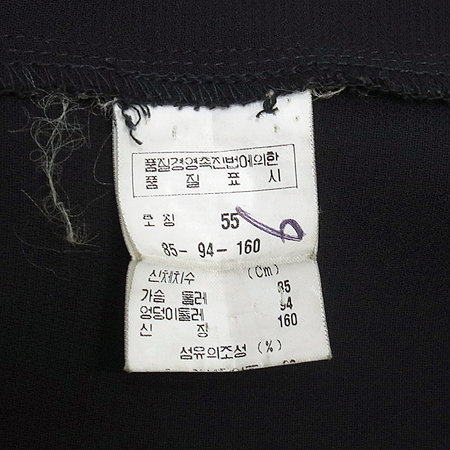 품질경영촉진법에의한
품 질 표 시
호칭 55
85-94-160
신체치수 (Cm)
가슴 둘레 85
엉덩이둘레 94
신 장 160
섬유의조성 (%)